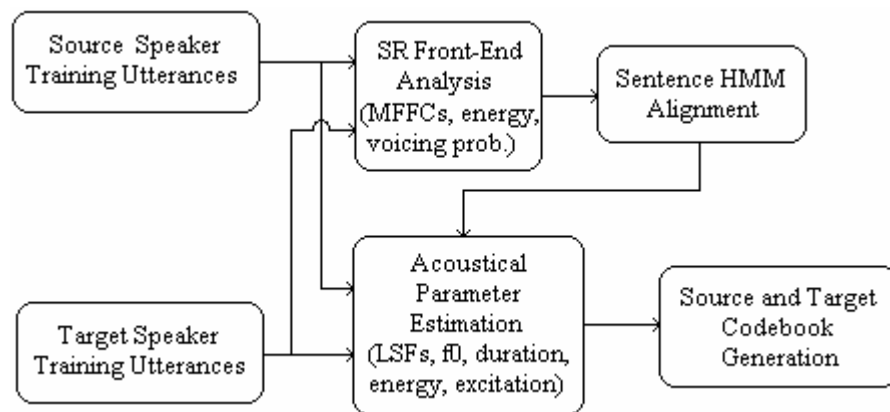 Source Speaker
Training Utterances
SR Front-End
Analysis
(MFFCs, energy,
voicing prob.)
Sentence HMM
Alignment
Target Speaker
Training Utterances
Acoustical
Parameter
Estimation
(LSFs, f0, duration,
energy, excitation)
Source and Target
Codebook
Generation